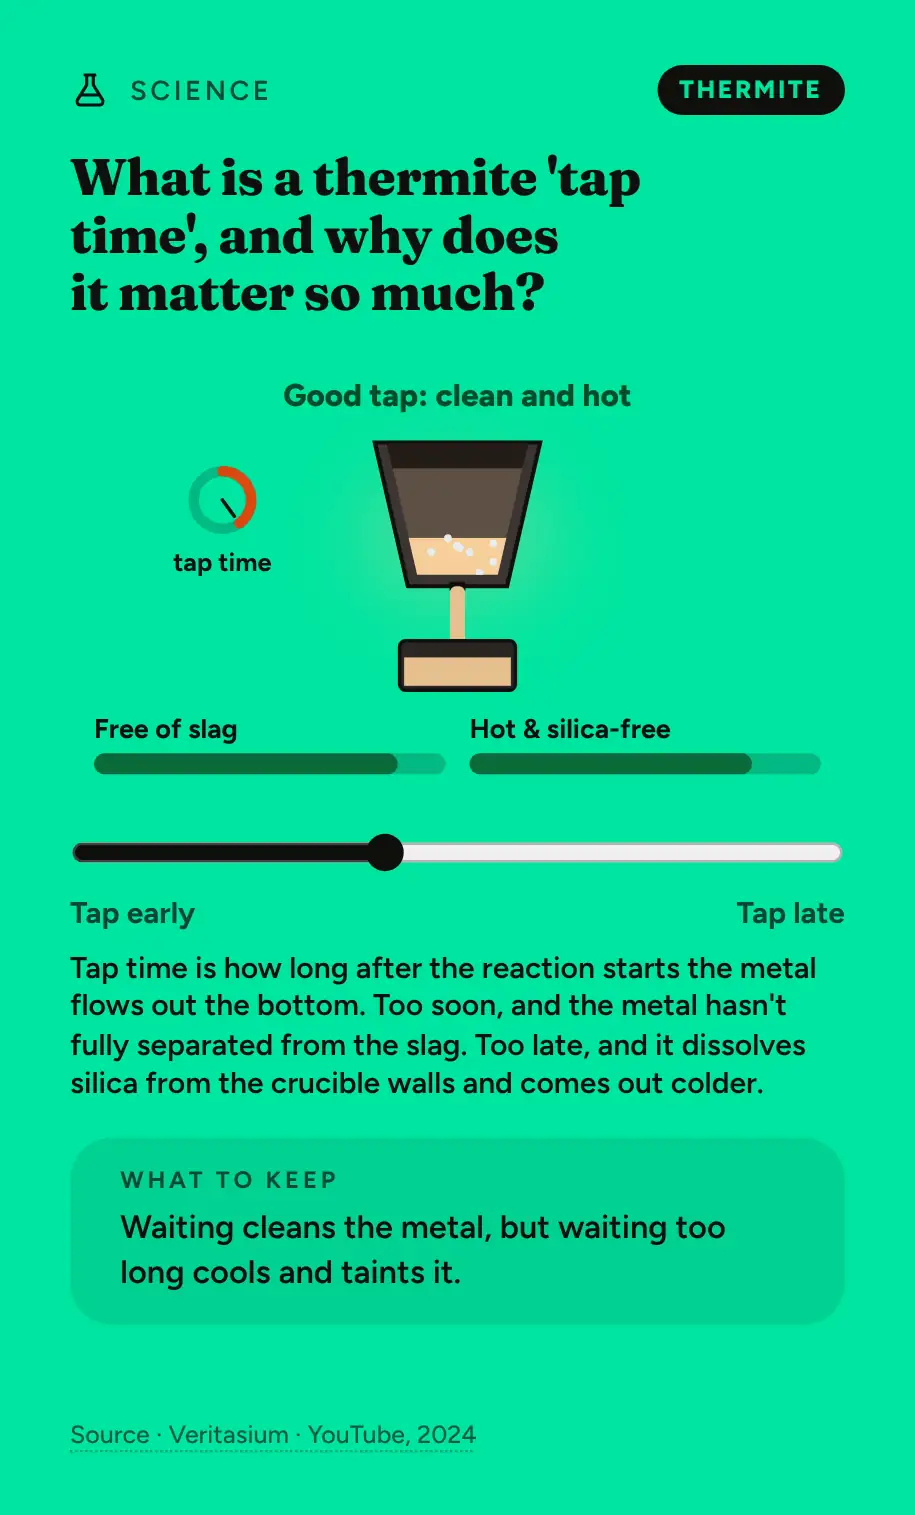 SCIENCE
THERMITE
What is a thermite 'tap
time', and why does
it matter so much?
Good tap: clean and hot
tap time
Free of slag
Hot & silica-free
Tap early
Tap late
Tap time is how long after the reaction starts the metal
flows out the bottom. Too soon, and the metal hasn't
fully separated from the slag. Too late, and it dissolves
silica from the crucible walls and comes out colder.
WHAT TO KEEP
Waiting cleans the metal, but waiting too
long cools and taints it.
Source · Veritasium · YouTube, 2024